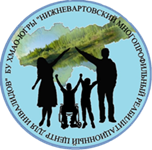 БУ ХМАО-ЮГРЫ "НИЖНЕВАРТОВСКИЙ МНОГОПРОФИЛЬНЫЙ РЕАБИЛИТАЦИОННЫЙ ЦЕНТР ДЛЯ ИНВАЛИДОВ"